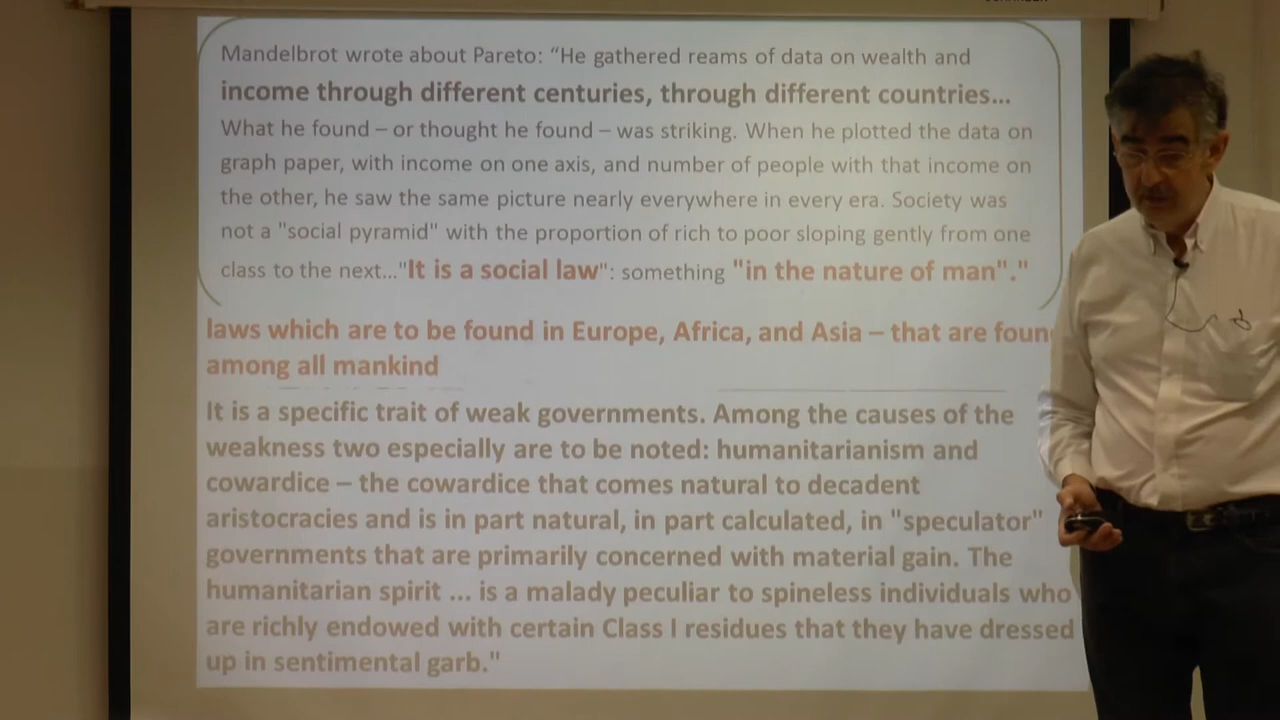 Mandelbrot wrote about Pareto: “He gathered reams of data on wealth and
income through different centuries, through different countries…
What he found – or thought he found – was striking. When he plotted the data on
graph paper, with income on one axis, and number of people with that income on
the other, he saw the same picture nearly everywhere in every era. Society was
not a "social pyramid" with the proportion of rich to poor sloping gently from one
class to the next…"It is a social law": something "in the nature of man"."
laws which are to be found in Europe, Africa, and Asia – that are foun
among all mankind
It is a specific trait of weak governments. Among the causes of the
weakness two especially are to be noted: humanitarianism and
cowardice – the cowardice that comes natural to decadent
aristocracies and is in part natural, in part calculated, in "speculator"
governments that are primarily concerned with material gain. The
humanitarian spirit ... is a malady peculiar to spineless individuals who
are richly endowed with certain Class I residues that they have dressed
up in sentimental garb."